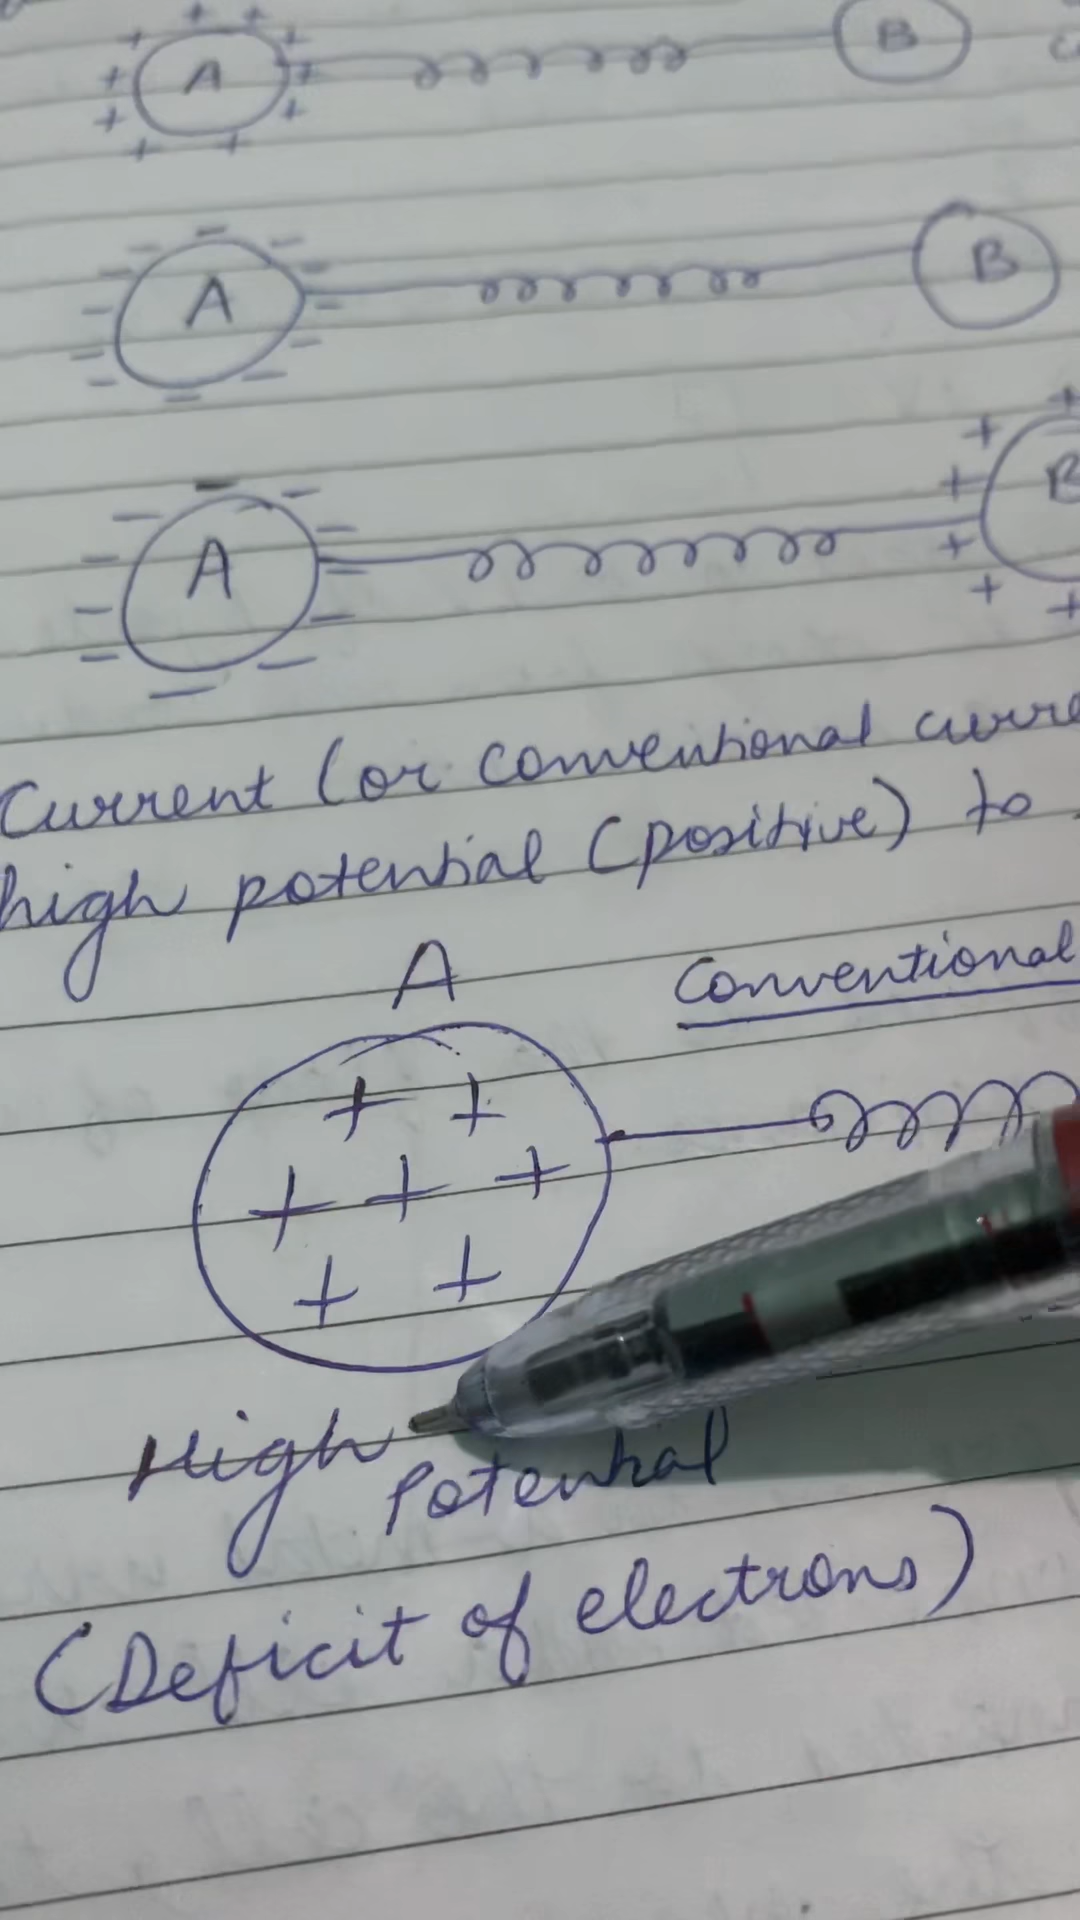 A B
A B
A B
Current (or conventional
high potential (positive) to
A
Conventional
High Potential
(Deficit of electrons)